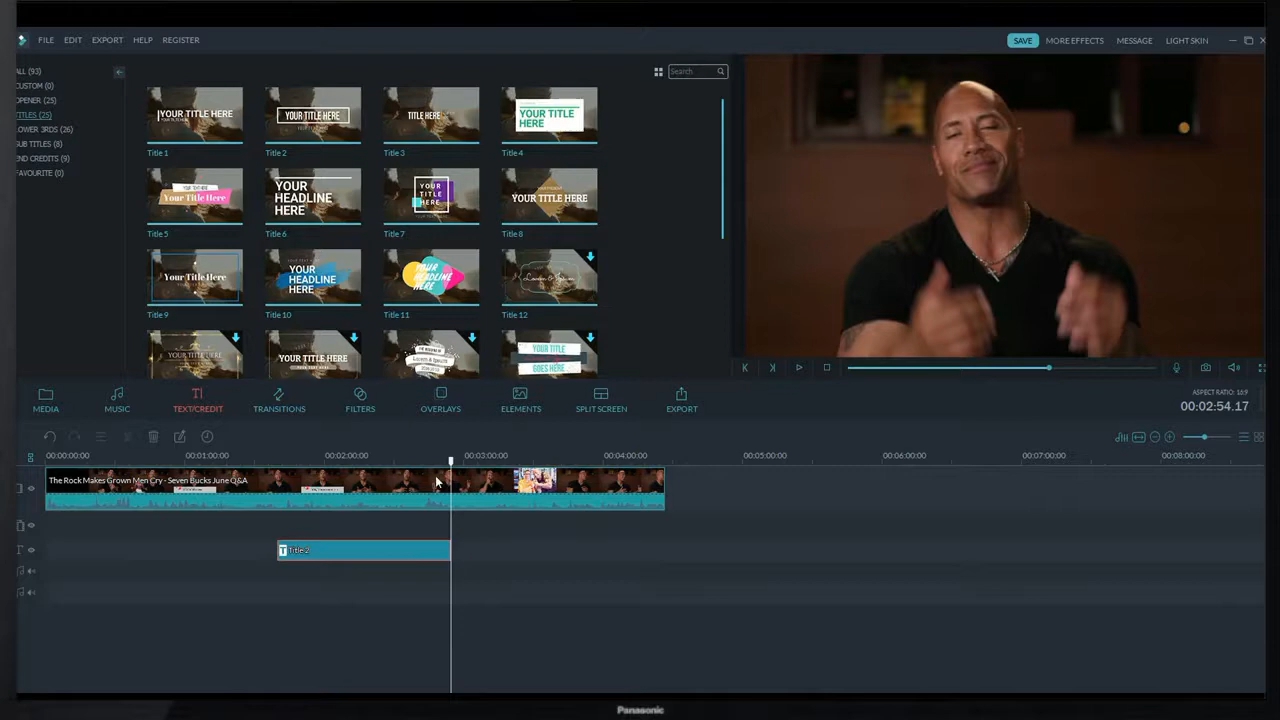 FILE EDIT EXPORT HELP REGISTER SAVE MORE EFFECTS MESSAGE LIGHT SKIN
ALL (93)
CUSTOM (0)
OPENER (25)
TITLES (25)
LOWER 3RDS (26)
SUB TITLES (8)
END CREDITS (9)
FAVOURITE (0)
Search
YOUR TITLE HERE
YOUR TITLE HERE
TITLE HERE
YOUR TITLE
HERE
Title 1 Title 2 Title 3 Title 4
YOUR TEXT HERE
Your Title Here
YOUR
HEADLINE
HERE
YOUR
TITLE
HERE
YOUR TITLE HERE
Title 5 Title 6 Title 7 Title 8
Your Title Here
YOUR
HEADLINE
HERE
YOUR
HEADLINE
HERE
Title 9 Title 10 Title 11 Title 12
YOUR TITLE HERE
YOUR TITLE HERE
YOUR TITLE
GOES HERE
MEDIA MUSIC TEXT/CREDIT TRANSITIONS FILTERS OVERLAYS ELEMENTS SPLIT SCREEN EXPORT
ASPECT RATIO: 16:9
00:02:54.17
00:00:00:00 00:01:00:00 00:02:00:00 00:03:00:00 00:04:00:00 00:05:00:00 00:06:00:00 00:07:00:00 00:08:00:00
The Rock Makes Grown Men Cry - Seven Bucks June Q&A
T Title 2
Panasonic